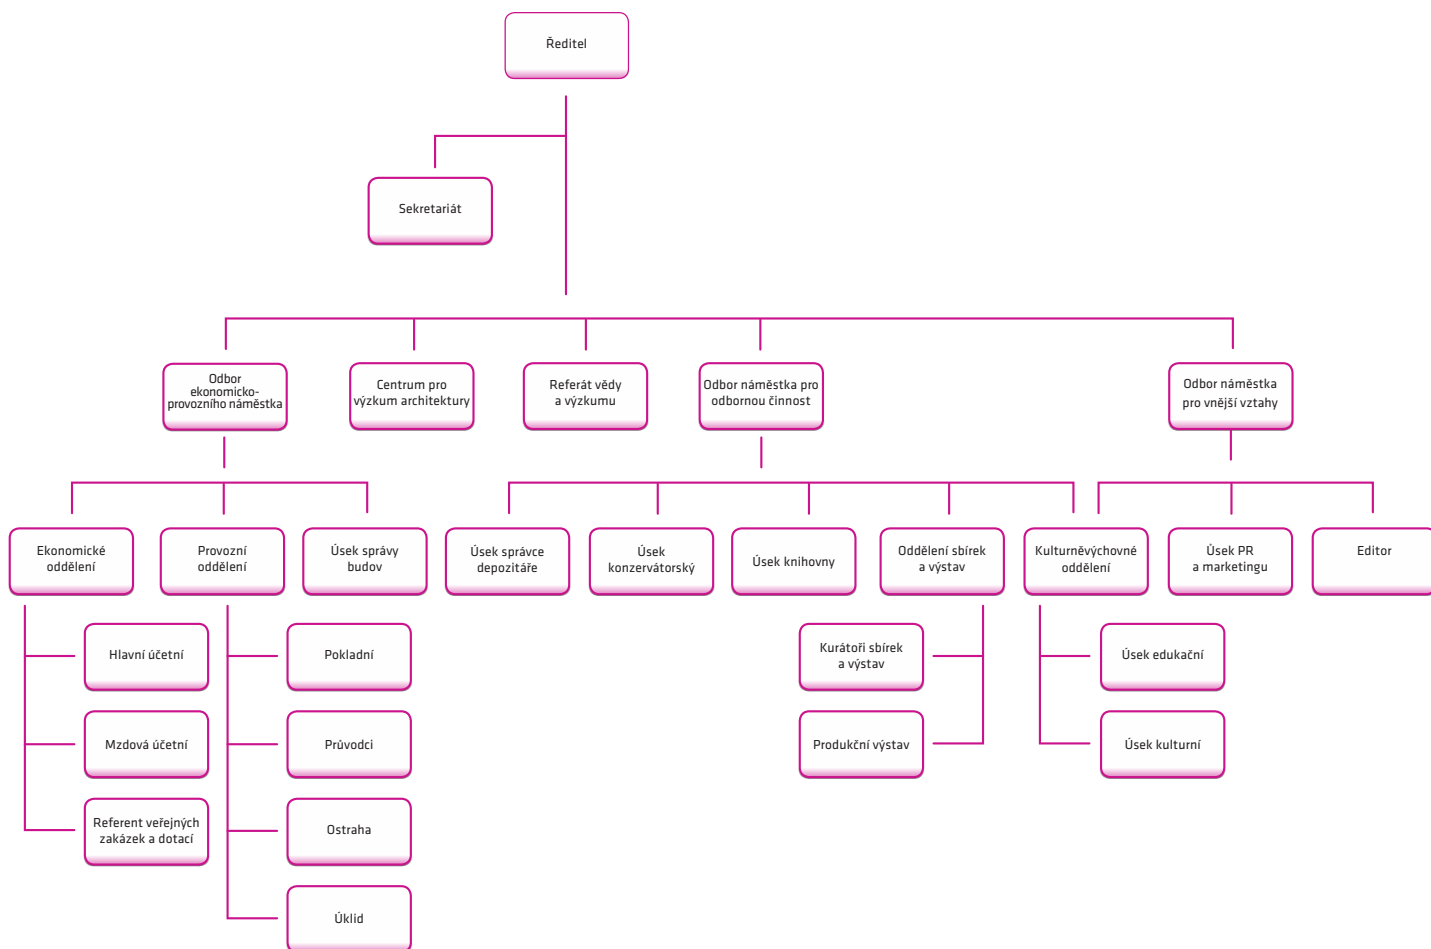 Ředitel
Sekretariát
Odbor
ekonomicko-
provozního náměstka
Centrum pro
výzkum architektury
Referát vědy
a výzkumu
Odbor náměstka pro
odbornou činnost
Odbor náměstka
pro vnější vztahy
Ekonomické
oddělení
Provozní
oddělení
Úsek správy
budov
Úsek správce
depozitáře
Úsek
konzervátorský
Úsek knihovny
Oddělení sbírek
a výstav
Kulturněvýchovné
oddělení
Úsek PR
a marketingu
Editor
Hlavní účetní
Pokladní
Kurátoři sbírek
a výstav
Úsek edukační
Mzdová účetní
Průvodci
Produkční výstav
Úsek kulturní
Referent veřejných
zakázek a dotací
Ostraha
Úklid